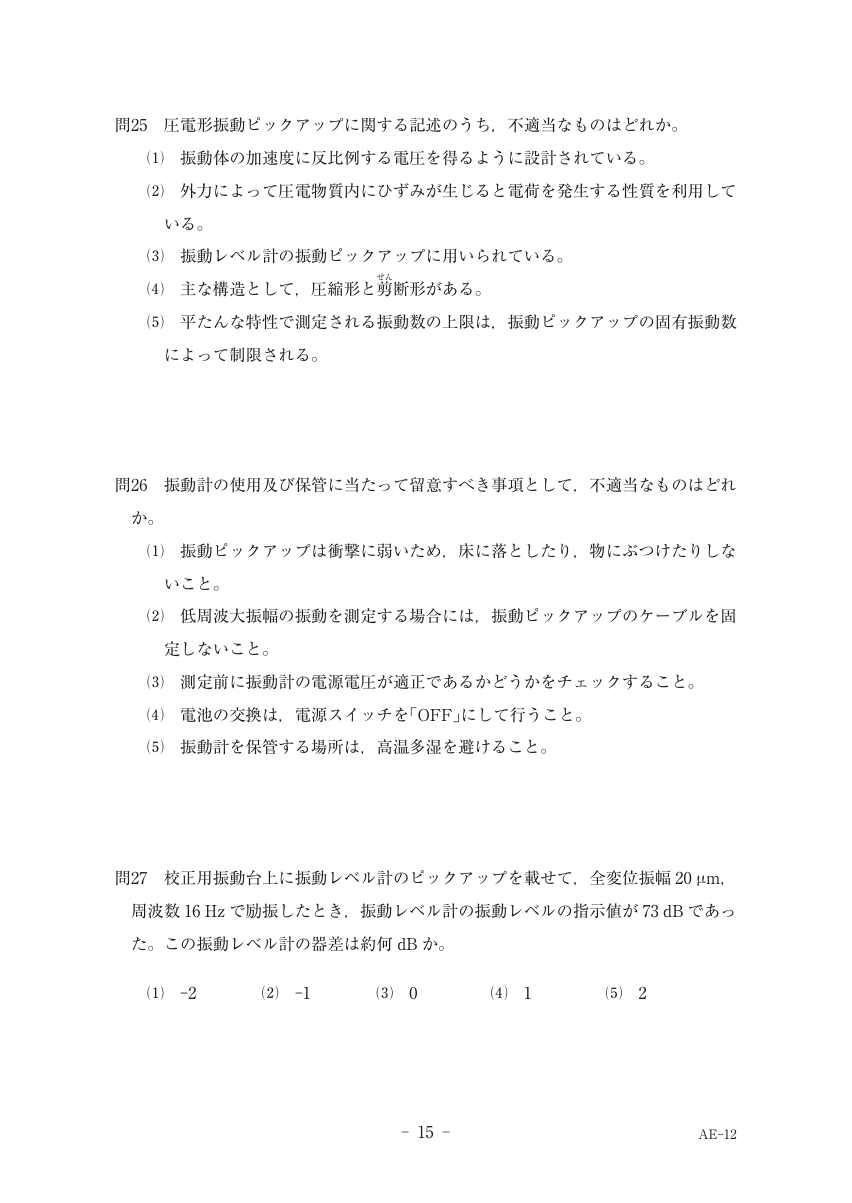 問25 圧電形振動ピックアップに関する記述のうち，不適当なものはどれか。
⑴ 振動体の加速度に反比例する電圧を得るように設計されている。
⑵ 外力によって圧電物質内にひずみが生じると電荷を発生する性質を利用して
いる。
⑶ 振動レベル計の振動ピックアップに用いられている。
せん
⑷ 主な構造として，圧縮形と剪断形がある。
⑸ 平たんな特性で測定される振動数の上限は，振動ピックアップの固有振動数
によって制限される。
問26 振動計の使用及び保管に当たって留意すべき事項として，不適当なものはどれ
か。
⑴ 振動ピックアップは衝撃に弱いため，床に落としたり，物にぶつけたりしな
いこと。
⑵ 低周波大振幅の振動を測定する場合には，振動ピックアップのケーブルを固
定しないこと。
⑶ 測定前に振動計の電源電圧が適正であるかどうかをチェックすること。
⑷ 電池の交換は，電源スイッチを「OFF」にして行うこと。
⑸ 振動計を保管する場所は，高温多湿を避けること。
問27 校正用振動台上に振動レベル計のピックアップを載せて，全変位振幅 20 μm，
周波数 16 Hz で励振したとき，振動レベル計の振動レベルの指示値が 73 dB であっ
た。この振動レベル計の器差は約何 dB か。
⑴ −2 ⑵ −1 ⑶ 0 ⑷ 1 ⑸ 2
− 15 −
AE−12